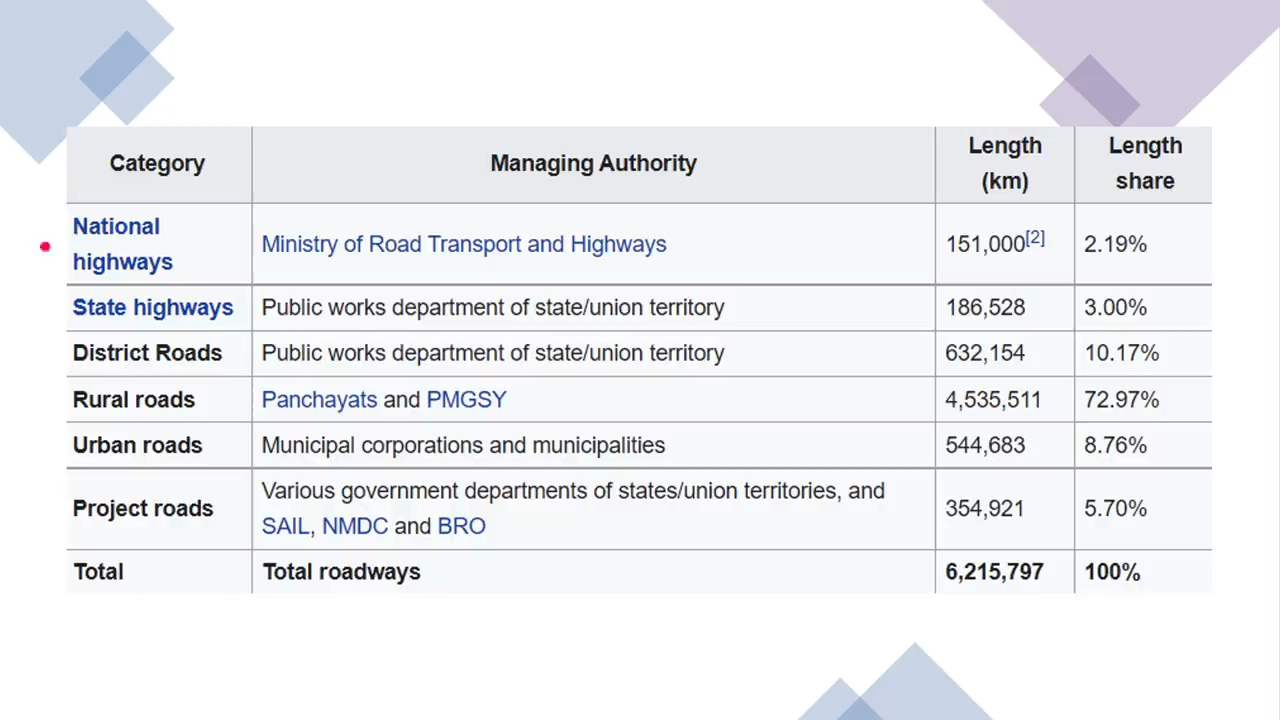 Category Managing Authority Length (km) Length share
National highways Ministry of Road Transport and Highways 151,000[2] 2.19%
State highways Public works department of state/union territory 186,528 3.00%
District Roads Public works department of state/union territory 632,154 10.17%
Rural roads Panchayats and PMGSY 4,535,511 72.97%
Urban roads Municipal corporations and municipalities 544,683 8.76%
Project roads Various government departments of states/union territories, and SAIL, NMDC and BRO 354,921 5.70%
Total Total roadways 6,215,797 100%